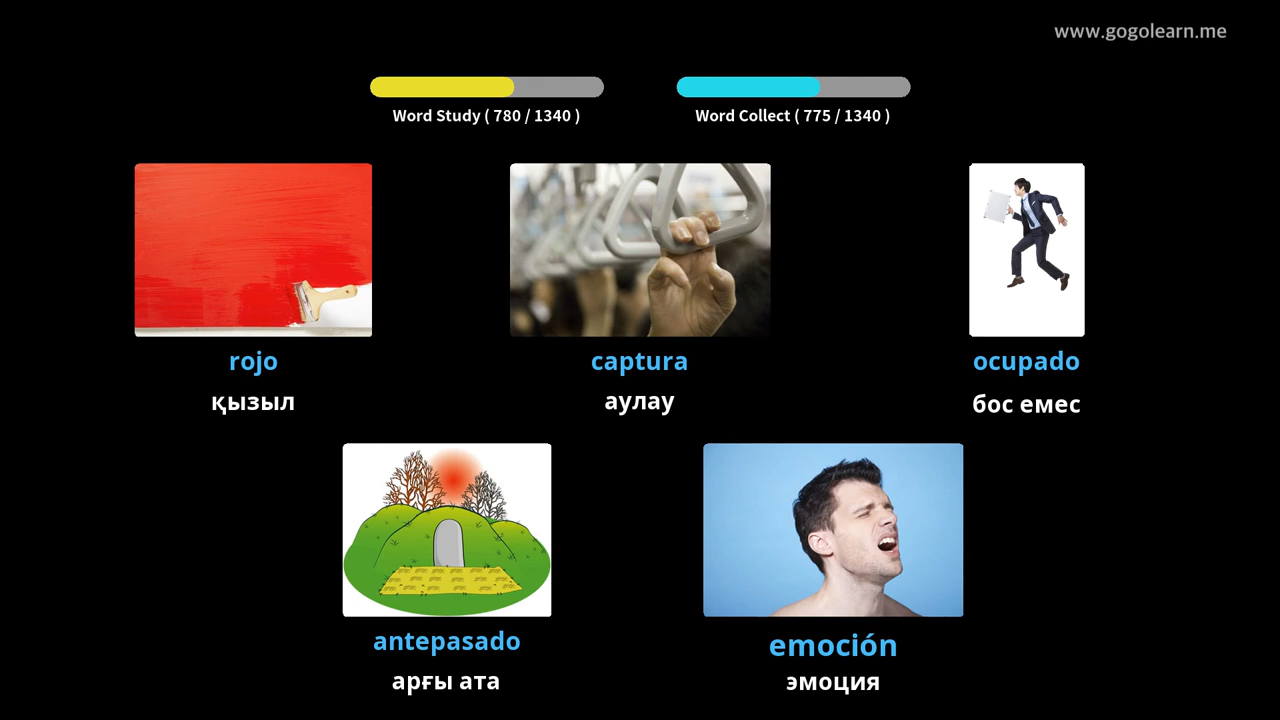 www.gogolearn.me
Word Study ( 780 / 1340 )
Word Collect ( 775 / 1340 )
rojo
қызыл
captura
аулау
ocupado
бос емес
antepasado
арғы ата
emoción
эмоция